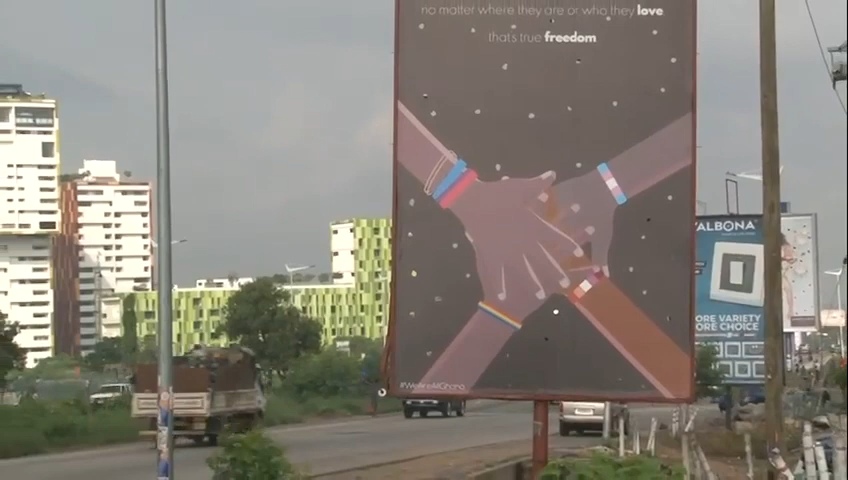 no matter where they are or who they love.
that's true freedom.
#WeAreAllGhana
ALBONA
ORE VARIETY
ORE CHOICE